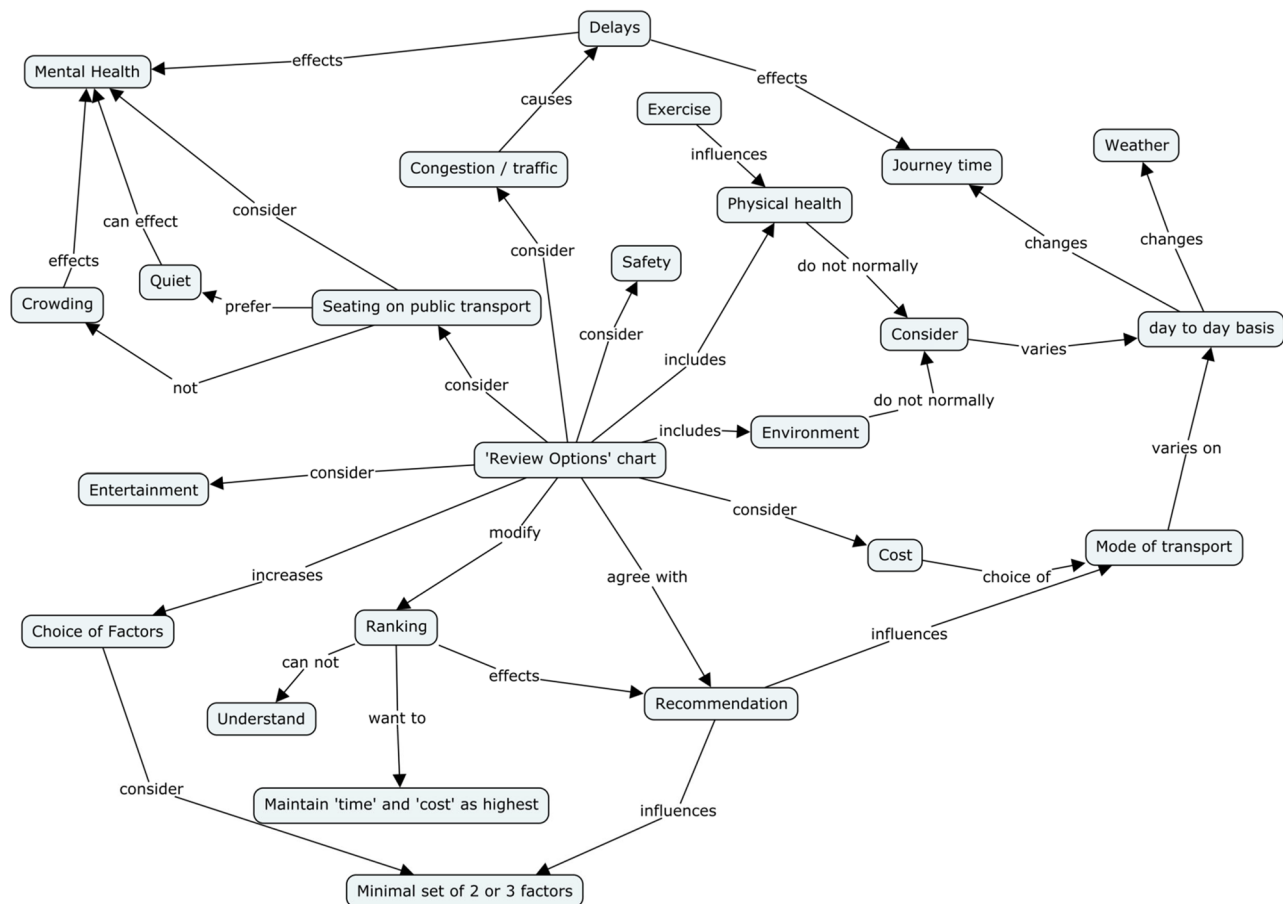 Delays
effects
Mental Health
effects
causes
Exercise
Weather
Congestion / traffic
influences
Journey time
Physical health
consider
can effect
consider
changes
changes
effects
Quiet
Safety
do not normally
Crowding
prefer
Seating on public transport
consider
Consider
varies
day to day basis
includes
not
consider
do not normally
includes
Environment
'Review Options' chart
varies on
consider
Entertainment
consider
modify
Cost
Mode of transport
increases
agree with
choice of
Choice of Factors
Ranking
influences
can not
effects
Understand
want to
Recommendation
consider
Maintain 'time' and 'cost' as highest
influences
Minimal set of 2 or 3 factors